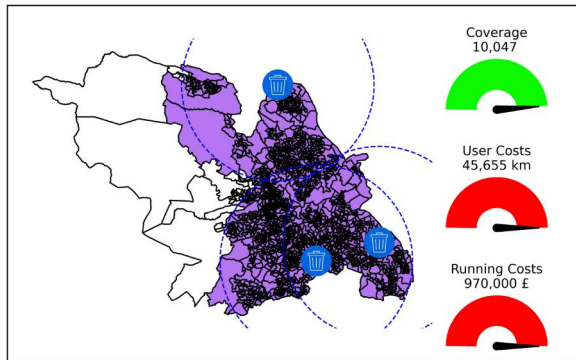 Coverage
10,047
User Costs
45,655 km
Running Costs
970,000 £